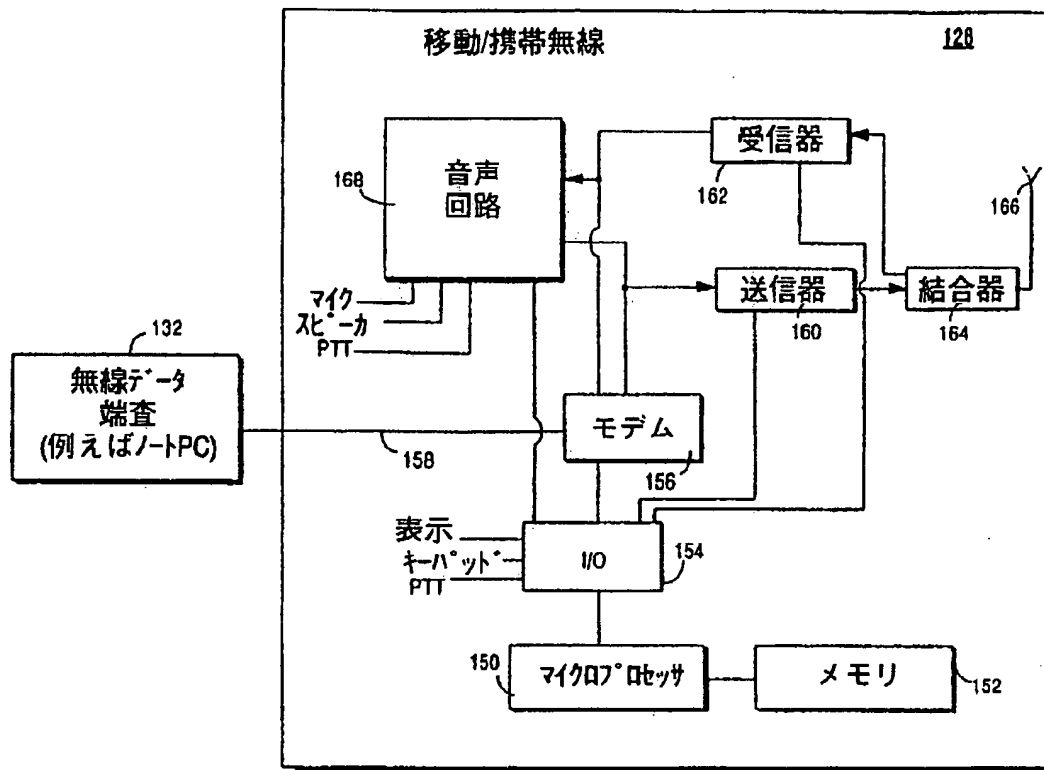 移動/携帯無線
126
受信器
162
166
音声
回路
168
送信器
160
結合器
164
マイク
スピーカ
PTT
132
無線データ
端査
(例えばノートPC)
158
モデム
156
表示
キーパッド
PTT
I/O
154
150
マイクロプロセッサ
メモリ
152